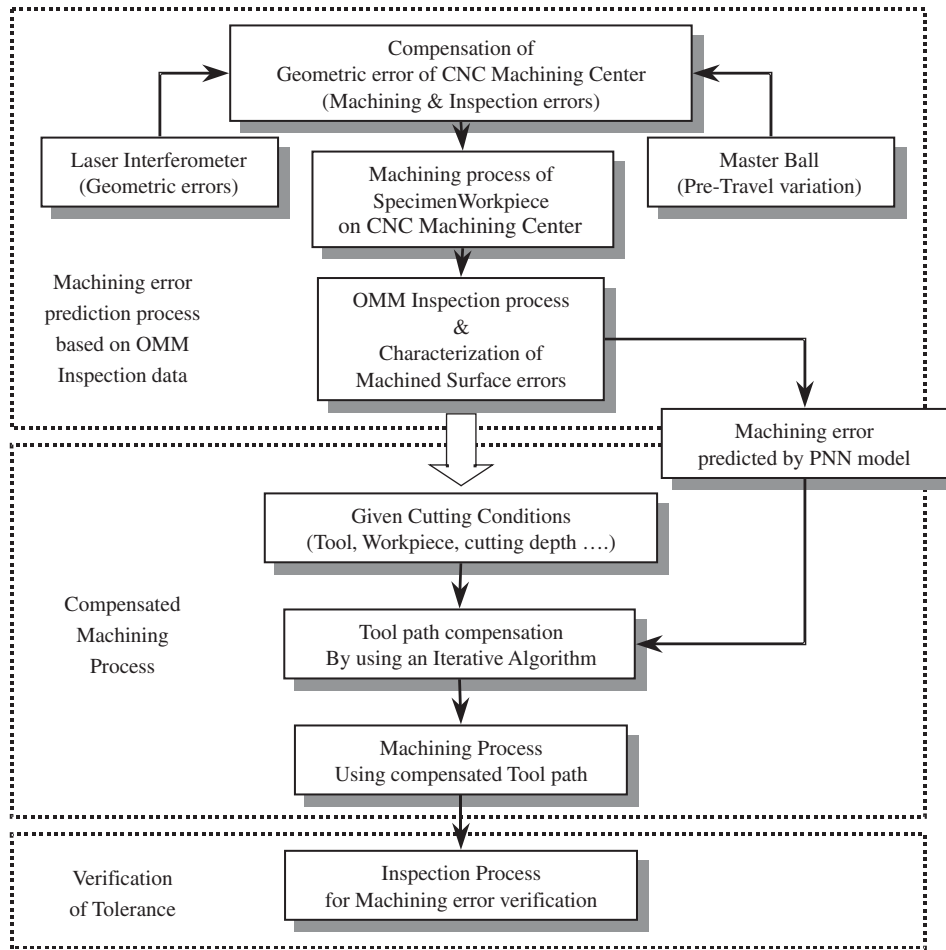 Compensation of
Geometric error of CNC Machining Center
(Machining & Inspection errors)
Laser Interferometer
(Geometric errors)
Machining process of
SpecimenWorkpiece
on CNC Machining Center
Master Ball
(Pre-Travel variation)
Machining error
prediction process
based on OMM
Inspection data
OMM Inspection process
&
Characterization of
Machined Surface errors
Machining error
predicted by PNN model
Given Cutting Conditions
(Tool, Workpiece, cutting depth ….)
Compensated
Machining
Process
Tool path compensation
By using an Iterative Algorithm
Machining Process
Using compensated Tool path
Verification
of Tolerance
Inspection Process
for Machining error verification